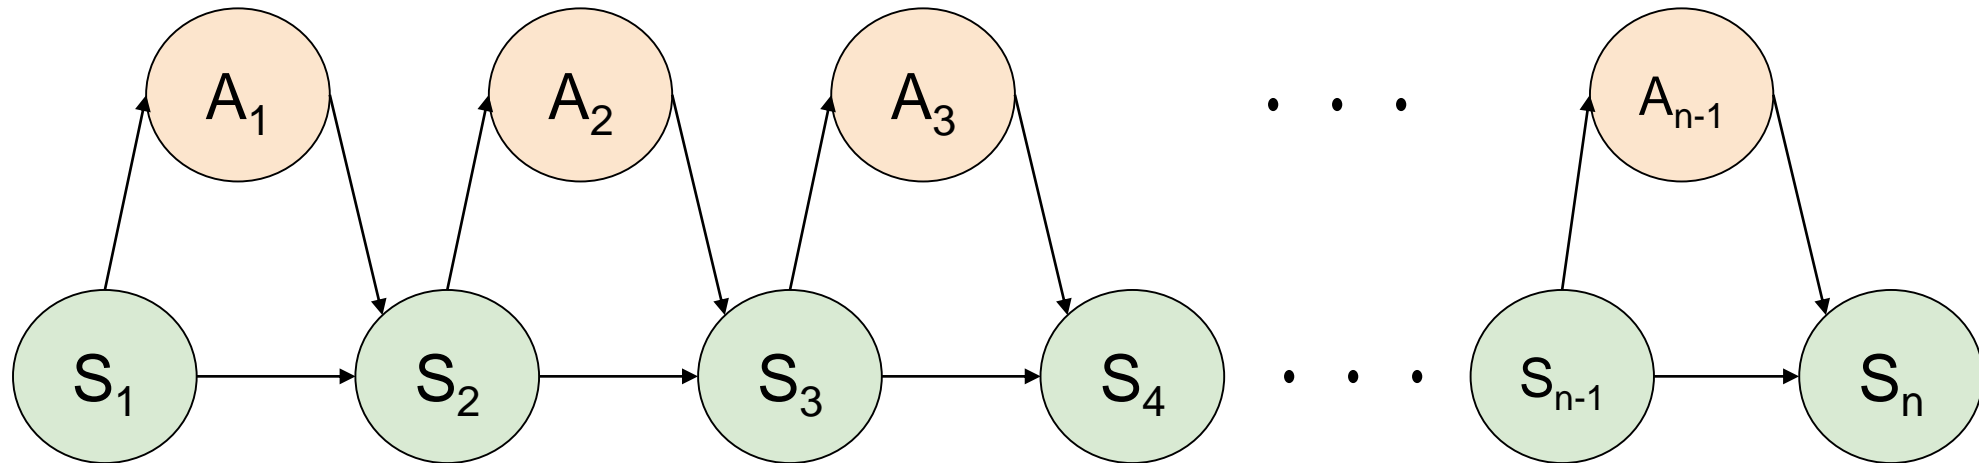 A₁ A₂ A₃ . . . Aₙ₋₁
S₁ S₂ S₃ S₄ . . . Sₙ₋₁ Sₙ